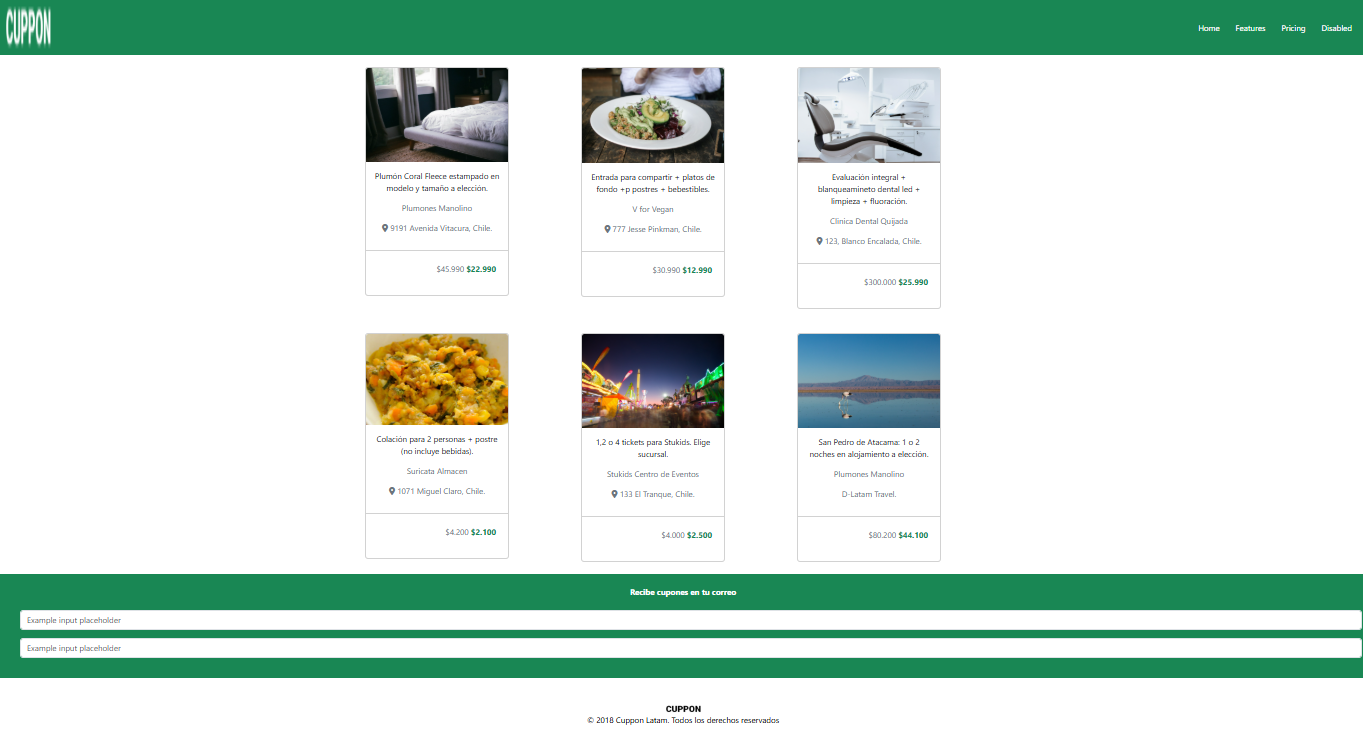 CUPPON
Home Features Pricing Disabled
Plumón Coral Fleece estampado en
modelo y tamaño a elección.
Plumones Manolino
9191 Avenida Vitacura, Chile.
$45.990 $22.990
Entrada para compartir + platos de
fondo +p postres + bebestibles.
V for Vegan
777 Jesse Pinkman, Chile.
$30.990 $12.990
Evaluación integral +
blanqueamineto dental led +
limpieza + fluoración.
Clínica Dental Quijada
123, Blanco Encalada, Chile.
$300.000 $25.990
Colación para 2 personas + postre
(no incluye bebidas).
Suricata Almacen
1071 Miguel Claro, Chile.
$4.200 $2.100
1,2 o 4 tickets para Stukids. Elige
sucursal.
Stukids Centro de Eventos
133 El Tranque, Chile.
$4.000 $2.500
San Pedro de Atacama: 1 o 2
noches en alojamiento a elección.
Plumones Manolino
D-Latam Travel.
$80.200 $44.100
Recibe cupones en tu correo
Example input placeholder
Example input placeholder
CUPPON
© 2018 Cuppon Latam. Todos los derechos reservados